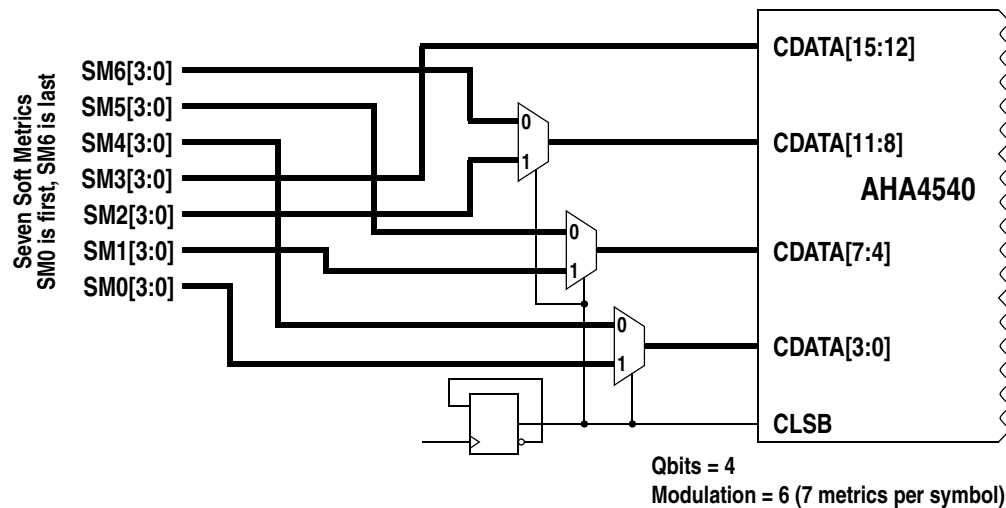 Seven Soft Metrics
SM0 is first, SM6 is last
SM6[3:0]
SM5[3:0]
SM4[3:0]
SM3[3:0]
SM2[3:0]
SM1[3:0]
SM0[3:0]
0
1
0
1
0
1
CDATA[15:12]
CDATA[11:8]
AHA4540
CDATA[7:4]
CDATA[3:0]
CLSB
Qbits = 4
Modulation = 6 (7 metrics per symbol)